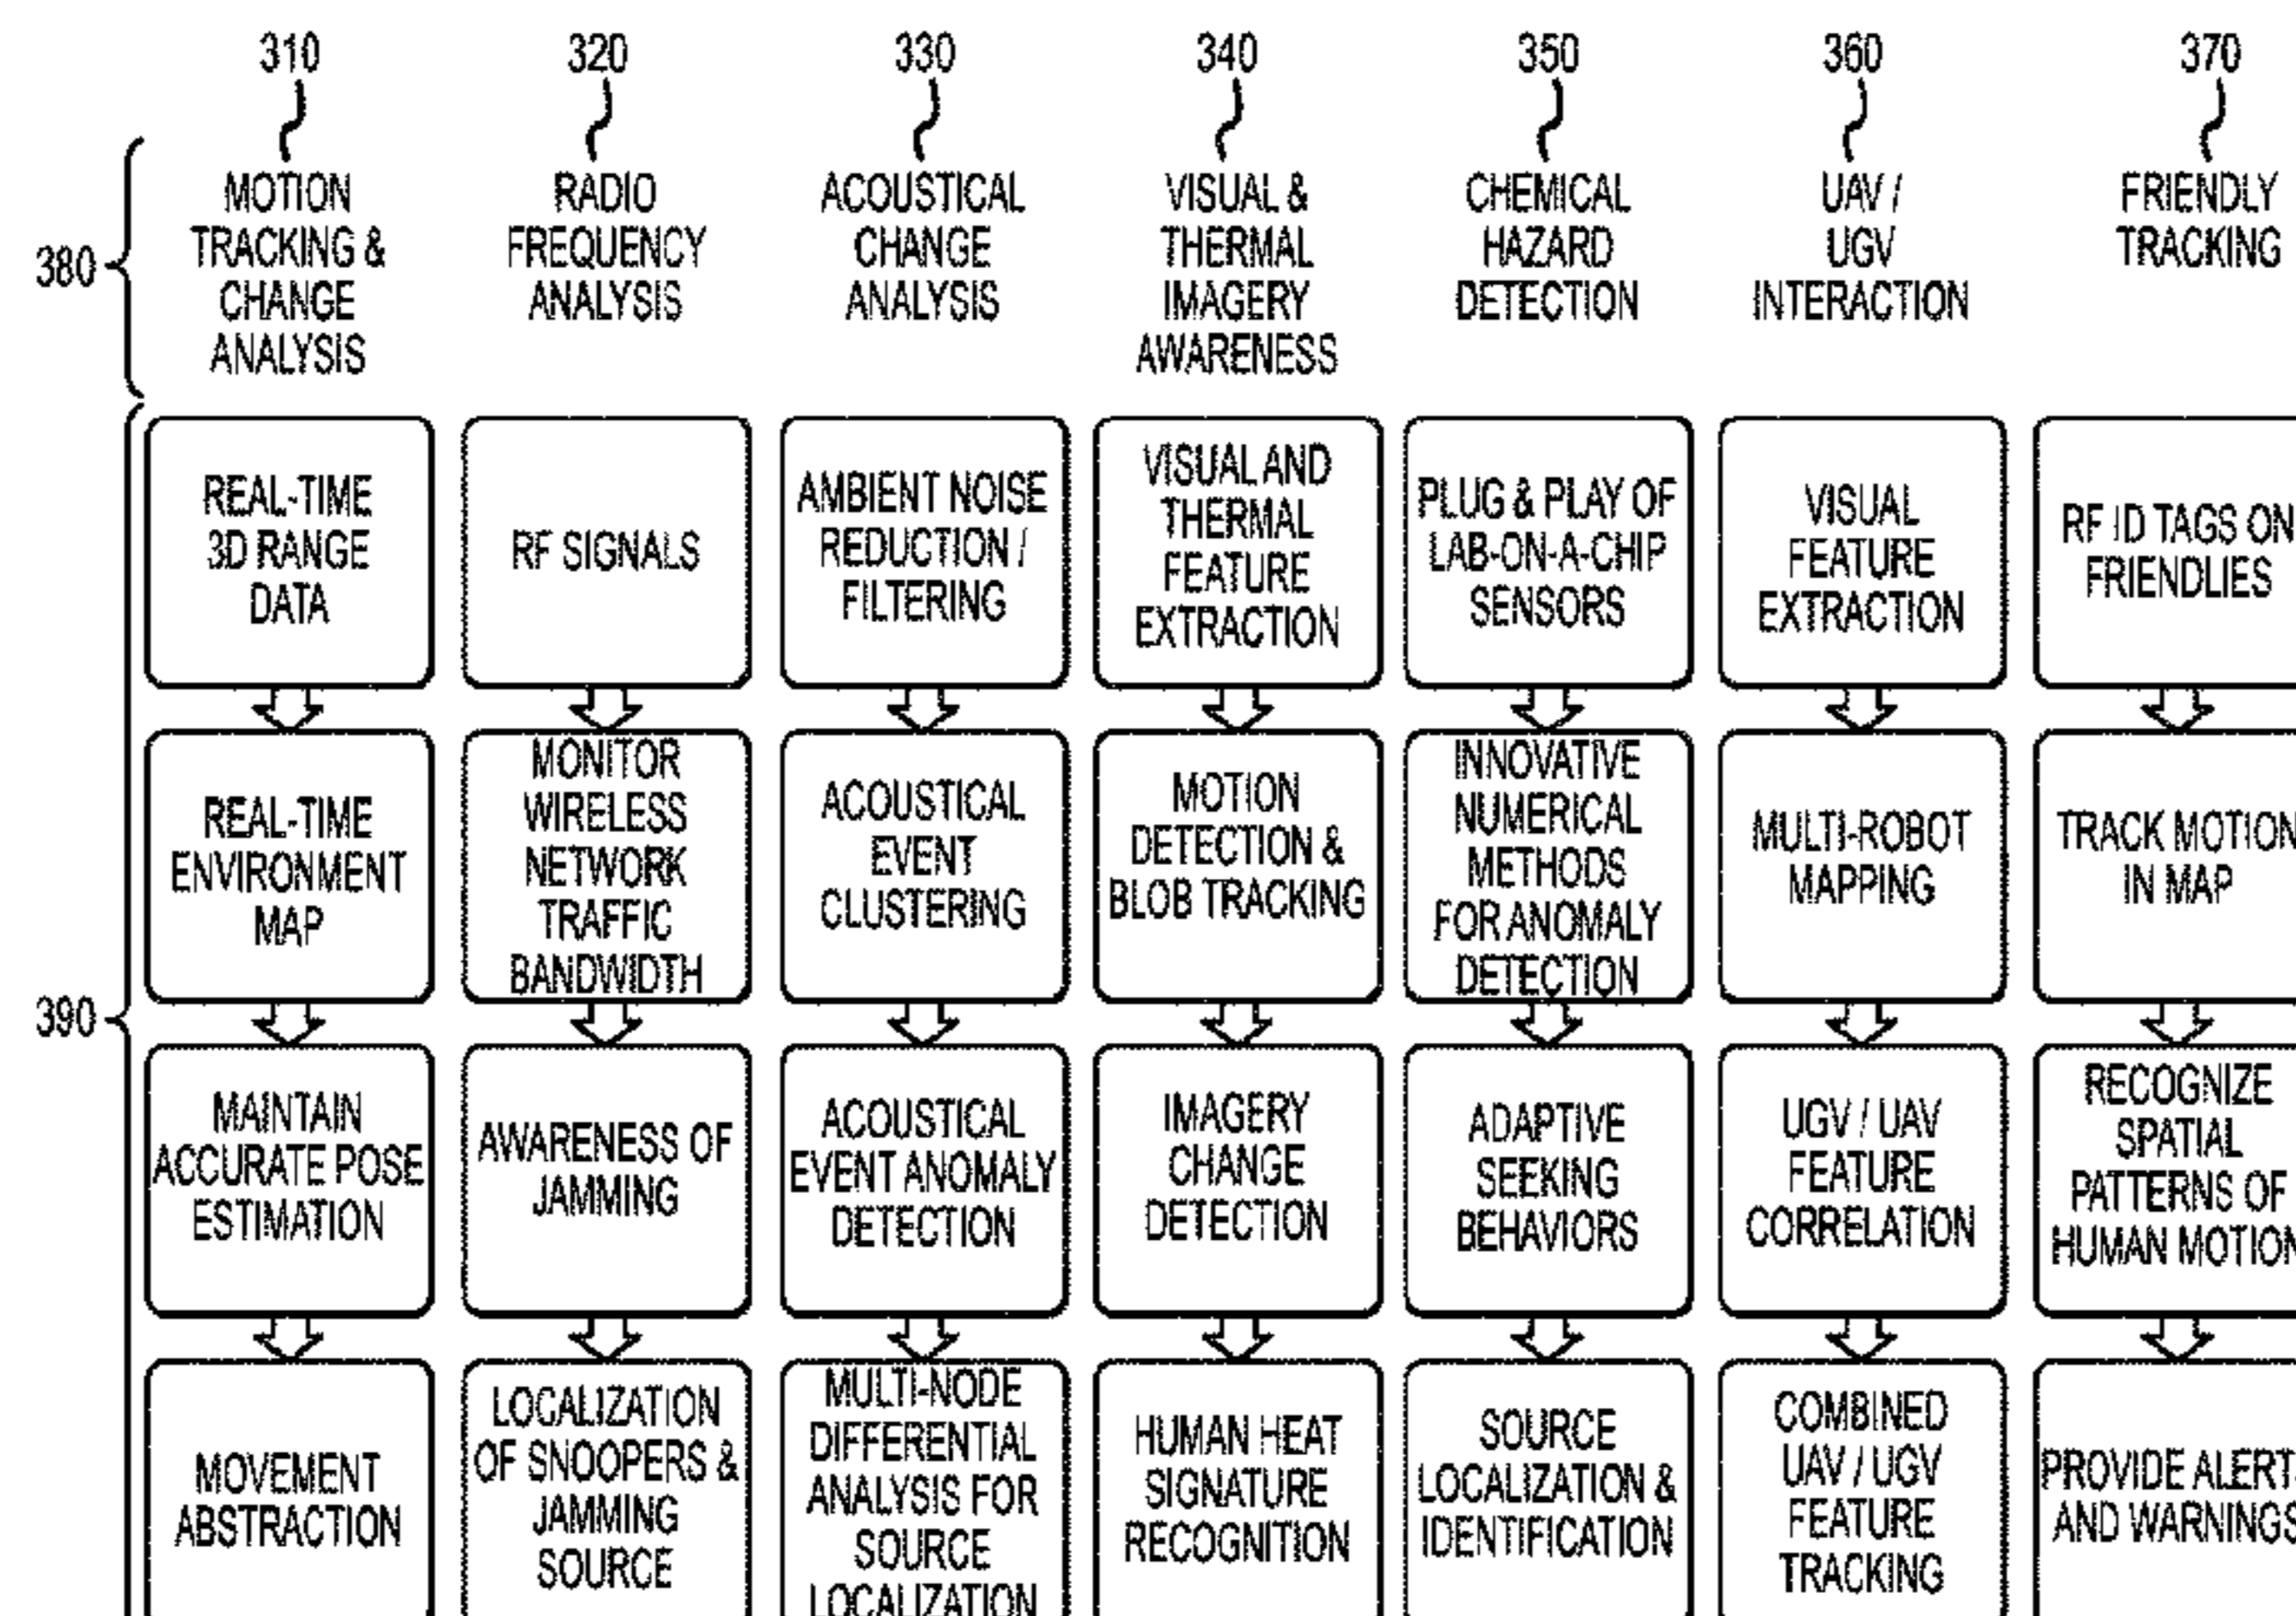 310
320
330
340
350
360
370
380
MOTION
TRACKING &
CHANGE
ANALYSIS
RADIO
FREQUENCY
ANALYSIS
ACOUSTICAL
CHANGE
ANALYSIS
VISUAL &
THERMAL
IMAGERY
AWARENESS
CHEMICAL
HAZARD
DETECTION
UAV /
UGV
INTERACTION
FRIENDLY
TRACKING
390
REAL-TIME
3D RANGE
DATA
RF SIGNALS
AMBIENT NOISE
REDUCTION /
FILTERING
VISUAL AND
THERMAL
FEATURE
EXTRACTION
PLUG & PLAY OF
LAB-ON-A-CHIP
SENSORS
VISUAL
FEATURE
EXTRACTION
RF ID TAGS ON
FRIENDLIES
REAL-TIME
ENVIRONMENT
MAP
MONITOR
WIRELESS
NETWORK
TRAFFIC
BANDWIDTH
ACOUSTICAL
EVENT
CLUSTERING
MOTION
DETECTION &
BLOB TRACKING
INNOVATIVE
NUMERICAL
METHODS
FOR ANOMALY
DETECTION
MULTI-ROBOT
MAPPING
TRACK MOTION
IN MAP
MAINTAIN
ACCURATE POSE
ESTIMATION
AWARENESS OF
JAMMING
ACOUSTICAL
EVENT ANOMALY
DETECTION
IMAGERY
CHANGE
DETECTION
ADAPTIVE
SEEKING
BEHAVIORS
UGV / UAV
FEATURE
CORRELATION
RECOGNIZE
SPATIAL
PATTERNS OF
HUMAN MOTION
MOVEMENT
ABSTRACTION
LOCALIZATION
OF SNOOPERS &
JAMMING
SOURCE
MULTI-NODE
DIFFERENTIAL
ANALYSIS FOR
SOURCE
LOCALIZATION
HUMAN HEAT
SIGNATURE
RECOGNITION
SOURCE
LOCALIZATION &
IDENTIFICATION
COMBINED
UAV / UGV
FEATURE
TRACKING
PROVIDE ALERT
AND WARNINGS